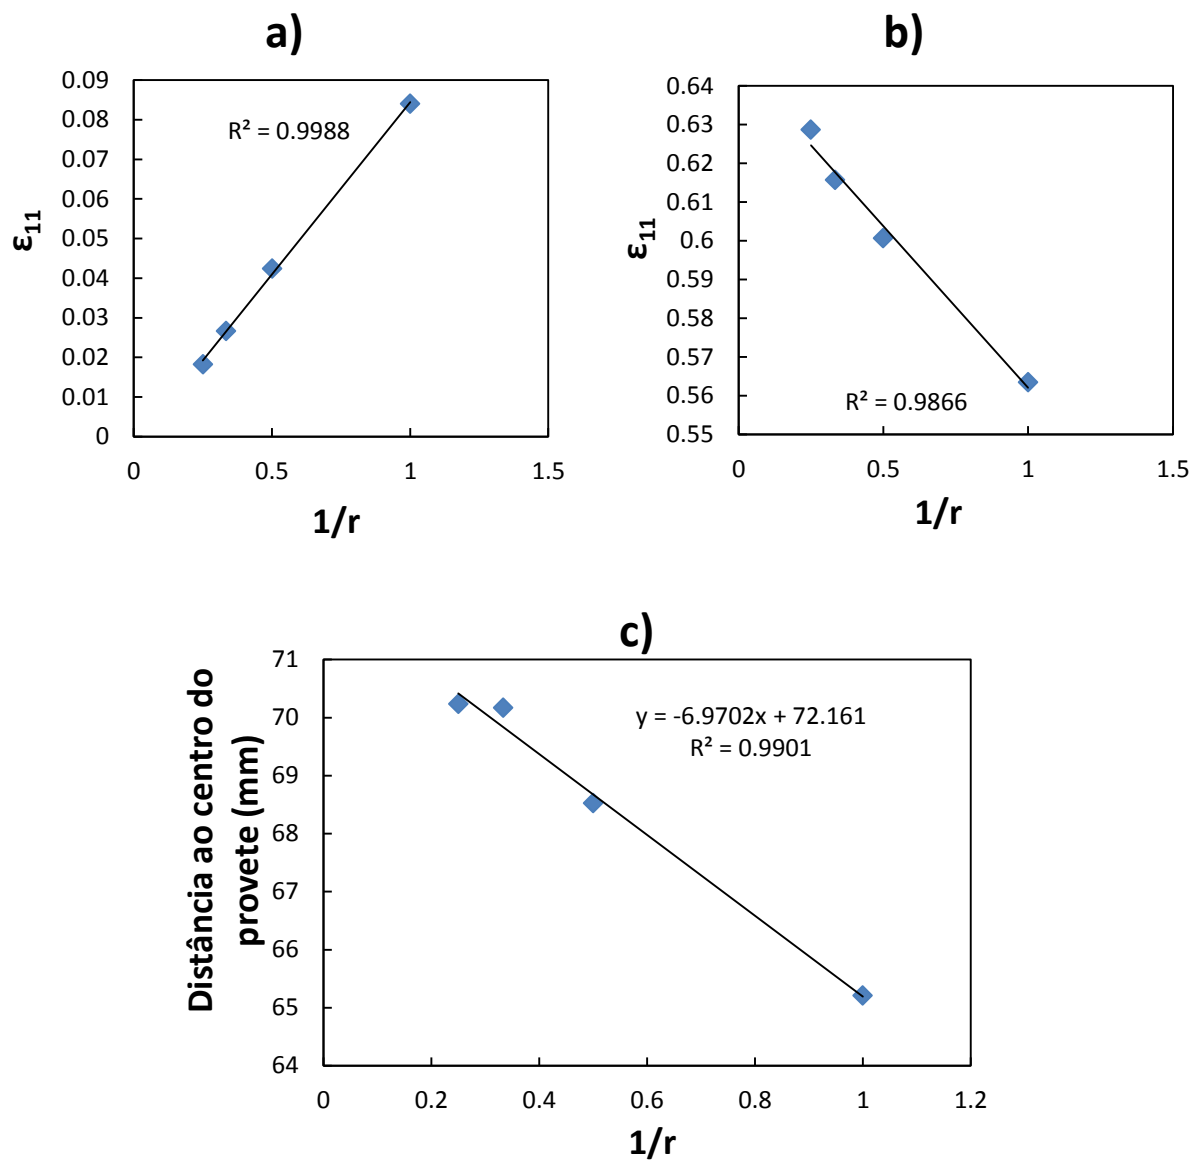 a)
0.09
0.08
0.07
0.06
0.05
0.04
0.03
0.02
0.01
0
ε11
R² = 0.9988
0 0.5 1 1.5
1/r
b)
0.64
0.63
0.62
0.61
0.6
0.59
0.58
0.57
0.56
0.55
ε11
R² = 0.9866
0 0.5 1 1.5
1/r
c)
Distância ao centro do
provete (mm)
71
70
69
68
67
66
65
64
y = -6.9702x + 72.161
R² = 0.9901
0 0.2 0.4 0.6 0.8 1 1.2
1/r